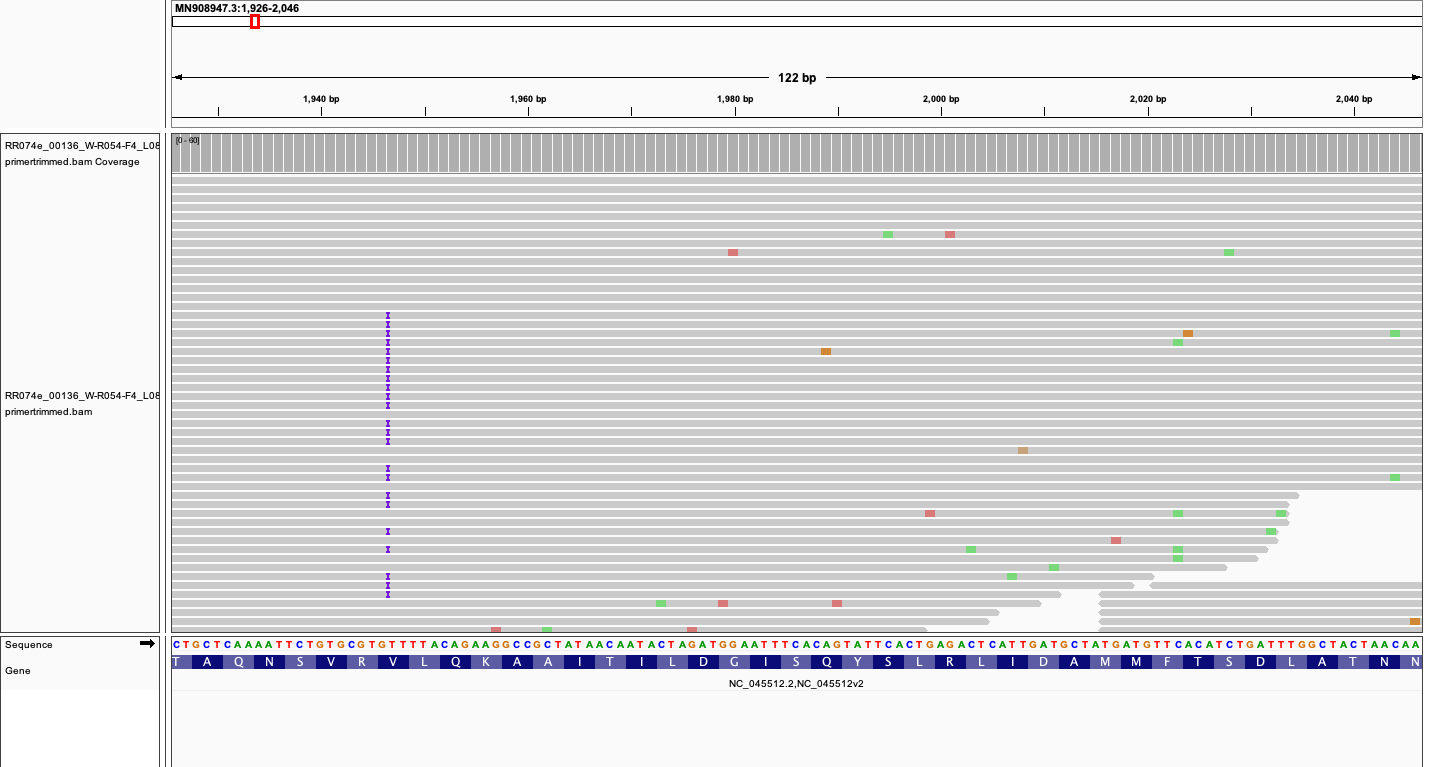 MN908947.3:1,926-2,046
122 bp
1,940 bp 1,960 bp 1,980 bp 2,000 bp 2,020 bp 2,040 bp
RR074e_00136_W-R054-F4_L08
primertrimmed.bam Coverage
[0 - 60]
RR074e_00136_W-R054-F4_L08
primertrimmed.bam
Sequence
CTGCTCAAAATTCTGTGCGTGTTTTACAGAAGGCCGCTATAACAATACTAGATGGAATTTCACAGTATTCACTGAGACTCATTGATGCTATGATGTTCACATCTGATTTGGCTACTAACAA
Gene
T A Q N S V R V L Q K A A I T I L D G I S Q Y S L R L I D A M M F T S D L A T N N
NC_045512.2,NC_045512v2